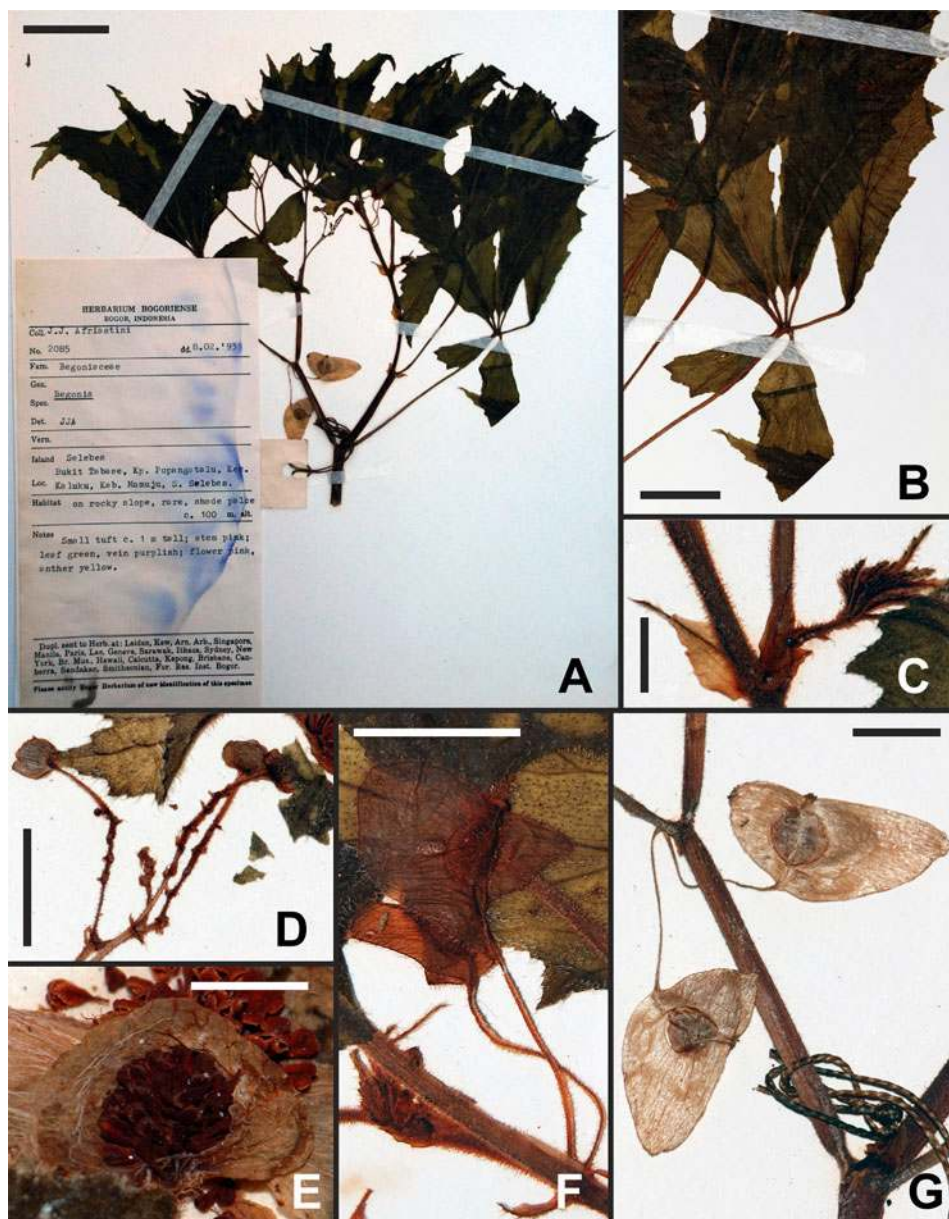 HERBARIUM BOGORIENSE
BOGOR, INDONESIA
Coll. J.J. Afriastini
No. 2085
Fam. Begoniaceae
Gen.
Begonia
Spec.
Det. JJA
Vern.
Island Selebes
Bukit Tabase, Kp. Popangatalu, Kec.
Loc. Kaluku, Kab. Mamuju, S. Selebes.
Habitat on rocky slope, rare, shade
c. 100 m. alt.
Notes Small tuft c. 1 m tall; stem pink;
leaf green, vein purplish; flower pink,
anther yellow.
Dupl. sent to Herb. at: Leiden, Kew, Arn. Arb., Singapore,
Manila, Paris, Lae, Geneva, Sarawak, Ithaca, Sydney, New
York, Br. Mus., Hawaii, Calcutta, Kepong, Brisbane, Can-
berra, Sandakan, Smithsonian, For. Res. Inst. Bogor.
Please notify Bogor Herbarium of new identification of this specimen
A
B
C
D
E
F
G